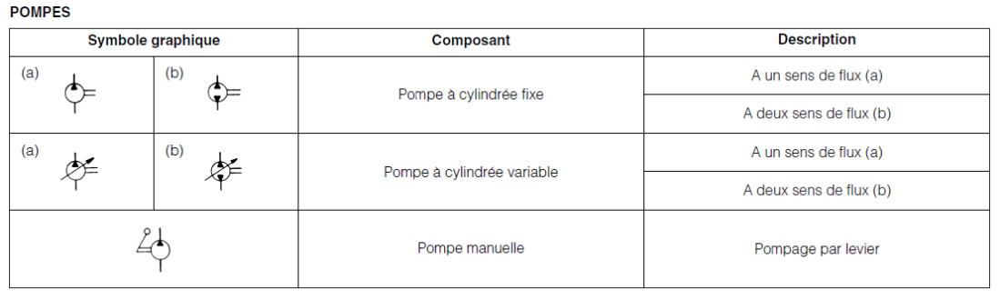 POMPES
Symbole graphique Composant Description
(a) (b) Pompe à cylindrée fixe A un sens de flux (a)
A deux sens de flux (b)
(a) (b) Pompe à cylindrée variable A un sens de flux (a)
A deux sens de flux (b)
Pompe manuelle Pompage par levier